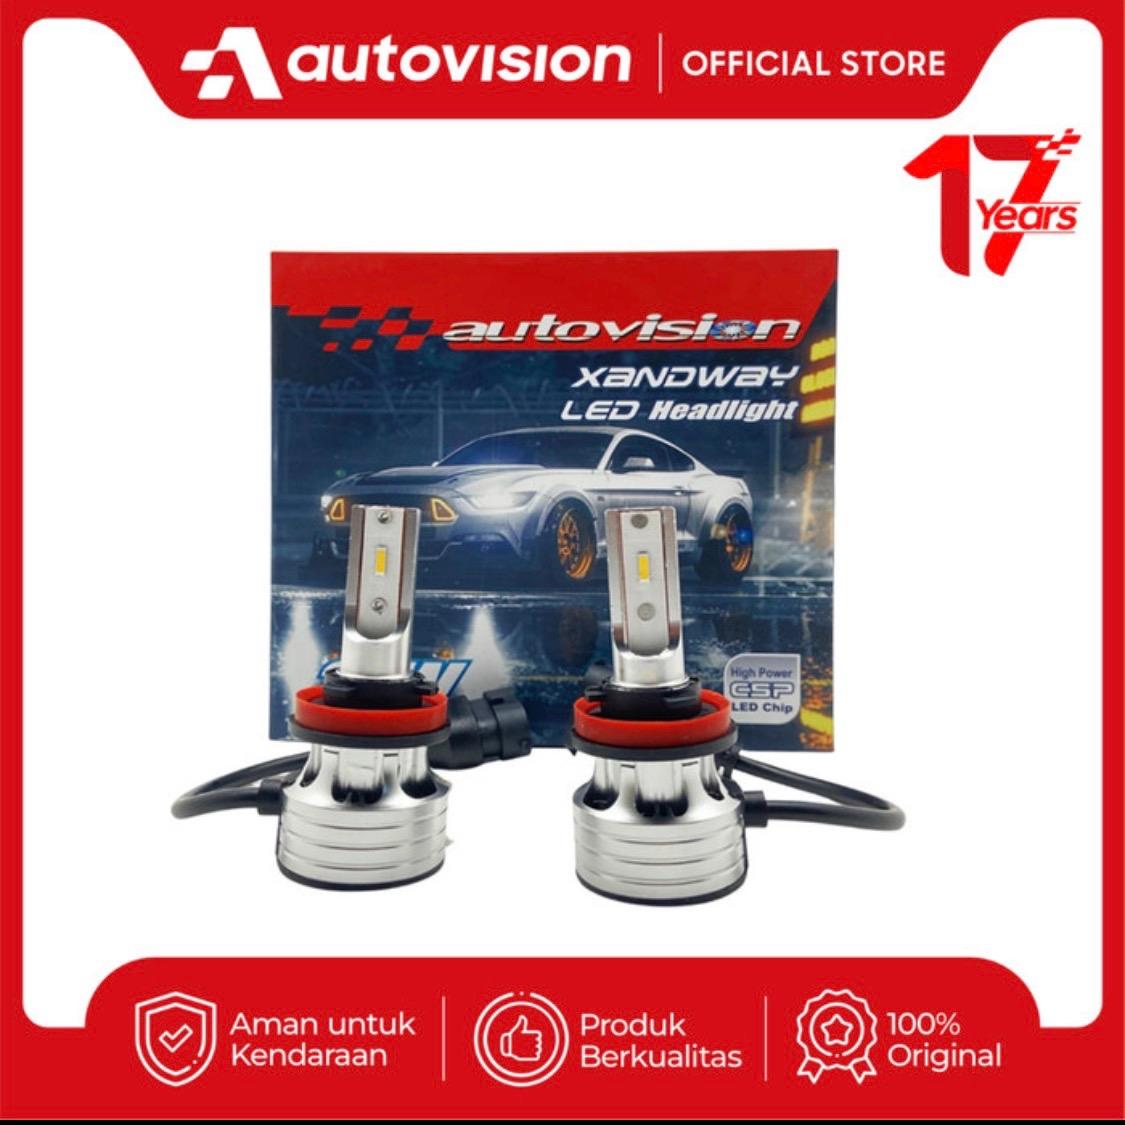 autovision OFFICIAL STORE
17
Years
autovision
XANDWAY
LED Headlight
High Power
CSP
LED Chip
Aman untuk
Kendaraan
Produk
Berkualitas
100%
Original